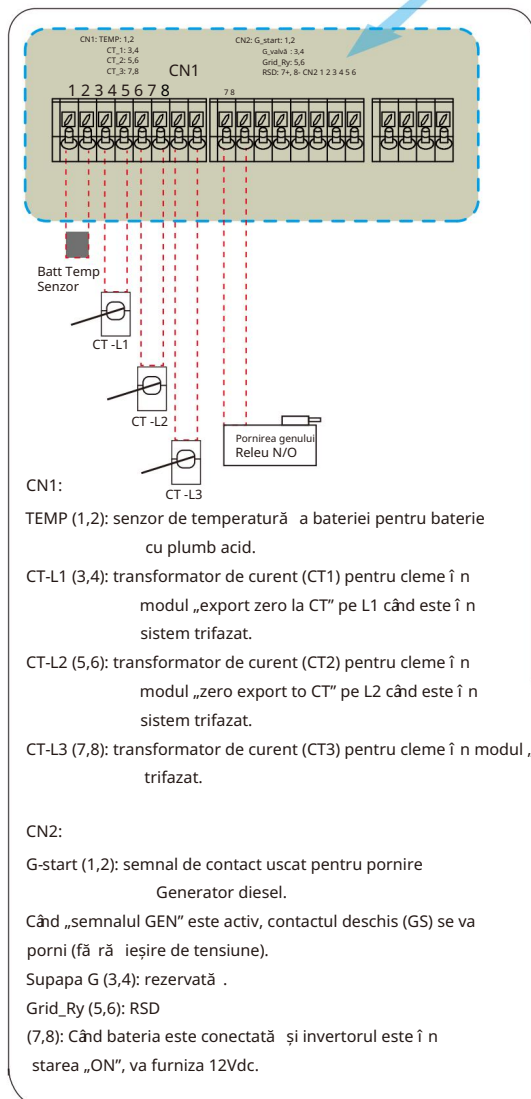 CN1: TEMP: 1,2
CT_1: 3,4
CT_2: 5,6
CT_3: 7,8
CN1
CN2: G_start: 1,2
G_valvă : 3,4
Grid_Ry: 5,6
RSD: 7+, 8- CN2 1 2 3 4 5 6
1 2 3 4 5 6 7 8
7 8
Batt Temp
Senzor
CT -L1
CT -L2
Pornirea genului
Releu N/O
CT -L3
CN1:
TEMP (1,2): senzor de temperatură a bateriei pentru baterie
cu plumb acid.
CT-L1 (3,4): transformator de curent (CT1) pentru cleme î n
modul „export zero la CT” pe L1 când este î n
sistem trifazat.
CT-L2 (5,6): transformator de curent (CT2) pentru cleme î n
modul „zero export to CT” pe L2 când este î n
sistem trifazat.
CT-L3 (7,8): transformator de curent (CT3) pentru cleme în modul „
trifazat.
CN2:
G-start (1,2): semnal de contact uscat pentru pornire
Generator diesel.
Când „semnalul GEN” este activ, contactul deschis (GS) se va
porni (fă ră ieșire de tensiune).
Supapa G (3,4): rezervată .
Grid_Ry (5,6): RSD
(7,8): Când bateria este conectată și invertorul este î n
starea „ON”, va furniza 12Vdc.